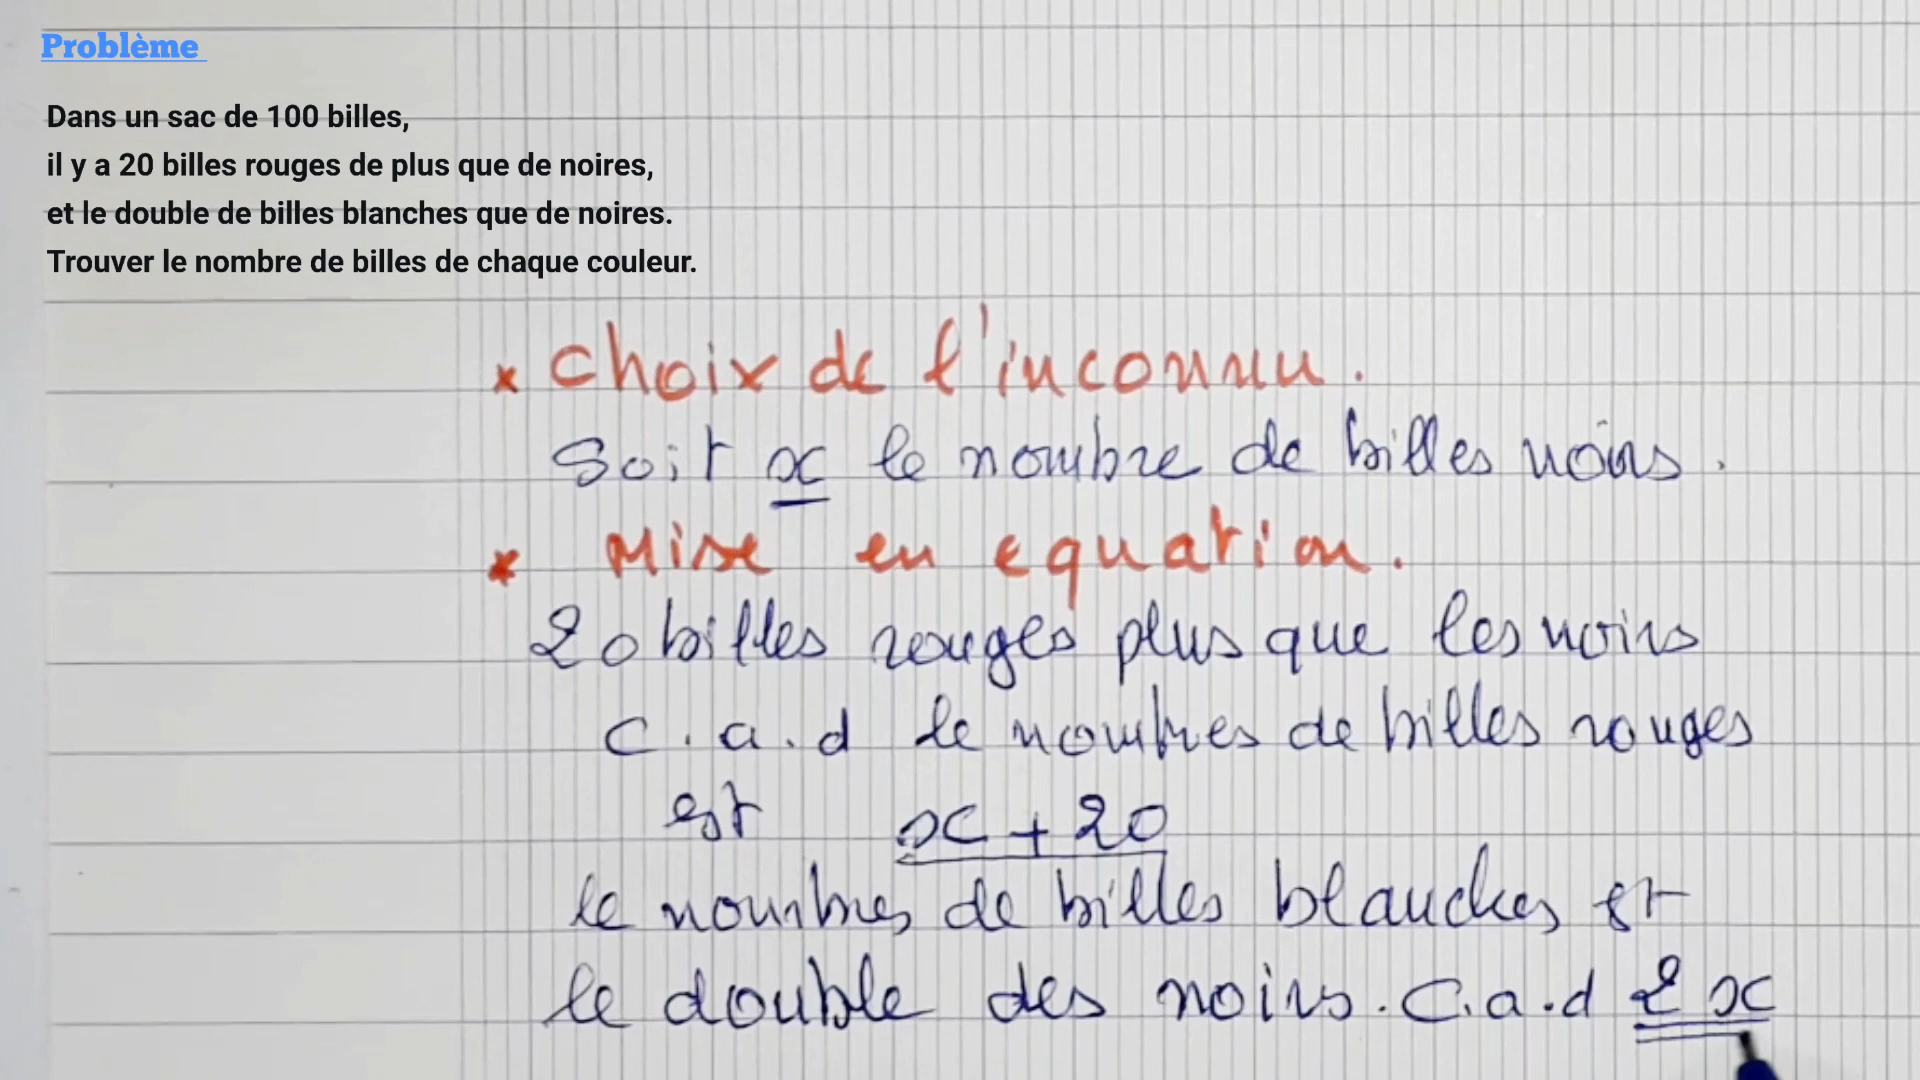 Problème
Dans un sac de 100 billes,
il y a 20 billes rouges de plus que de noires,
et le double de billes blanches que de noires.
Trouver le nombre de billes de chaque couleur.
* Choix de l'inconnu.
Soit x le nombre de billes noirs.
* Mise en equation.
20 billes rouges plus que les noirs
c.a.d le nombres de billes rouges
est x + 20
le nombres de billes blanches est
le double des noirs. C.a.d 2x